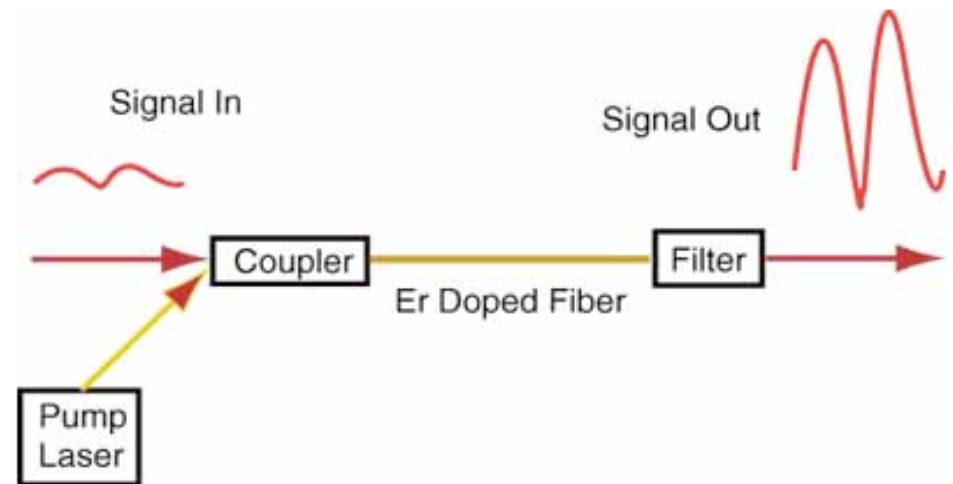 Signal In
Signal Out
Coupler
Filter
Er Doped Fiber
Pump
Laser